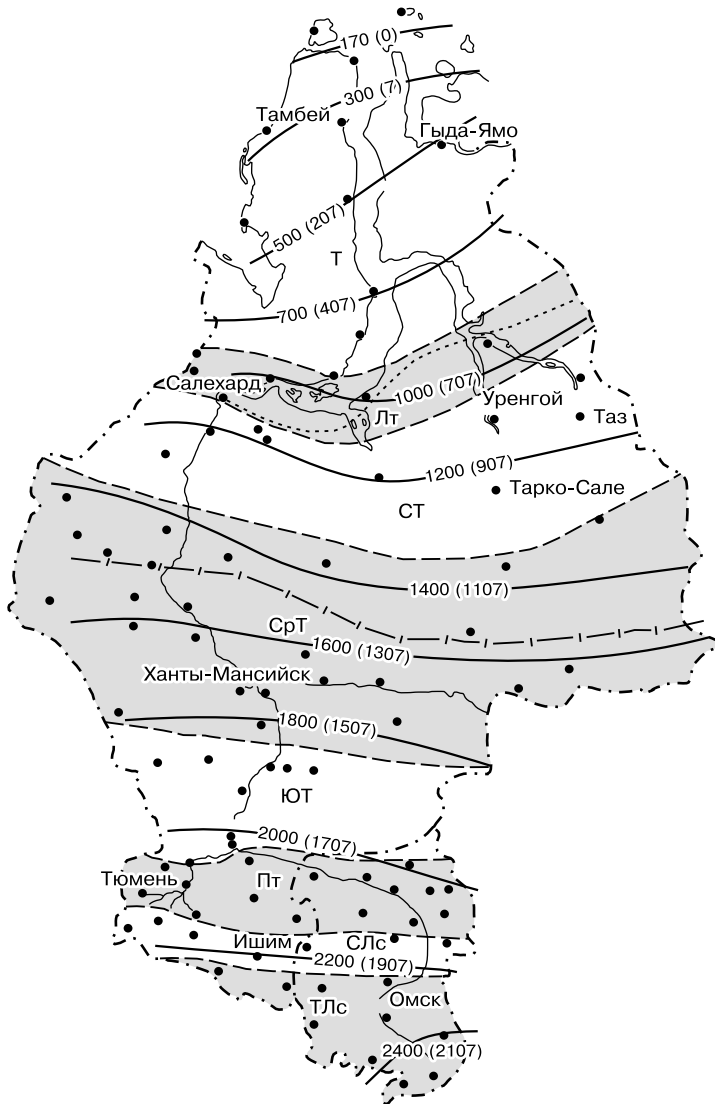 170 (0)
300 (7)
Тамбей
Гыда-Ямо
500 (207)
Т
700 (407)
Салехард
1000 (707)
Уренгой
Лт
Таз
1200 (907)
Тарко-Сале
СТ
1400 (1107)
СрТ
1600 (1307)
Ханты-Мансийск
1800 (1507)
ЮТ
2000 (1707)
Тюмень
Пт
Ишим
СЛс
2200 (1907)
ТЛс
Омск
2400 (2107)